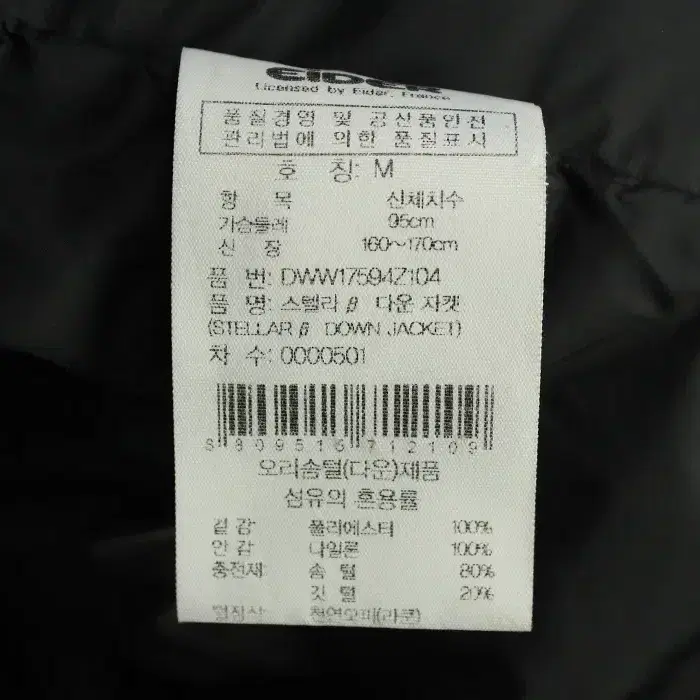 EIDER
Licensed by Eider, France
품질경영 및 공산품안전
관리법에 의한 품질표시
호 칭: M
항 목 신체치수
가슴둘레 95cm
신 장 160~170cm
품 번: DWW17594Z104
품 명: 스텔라 β 다운 자켓
(STELLAR β DOWN JACKET)
차 수: 0000501
8809515712109
오리솜털(다운)제품
섬유의 혼용률
겉감 폴리에스터 100%
안감 나일론 100%
충전재 솜털 80%
깃털 20%
천연모피(라쿤)